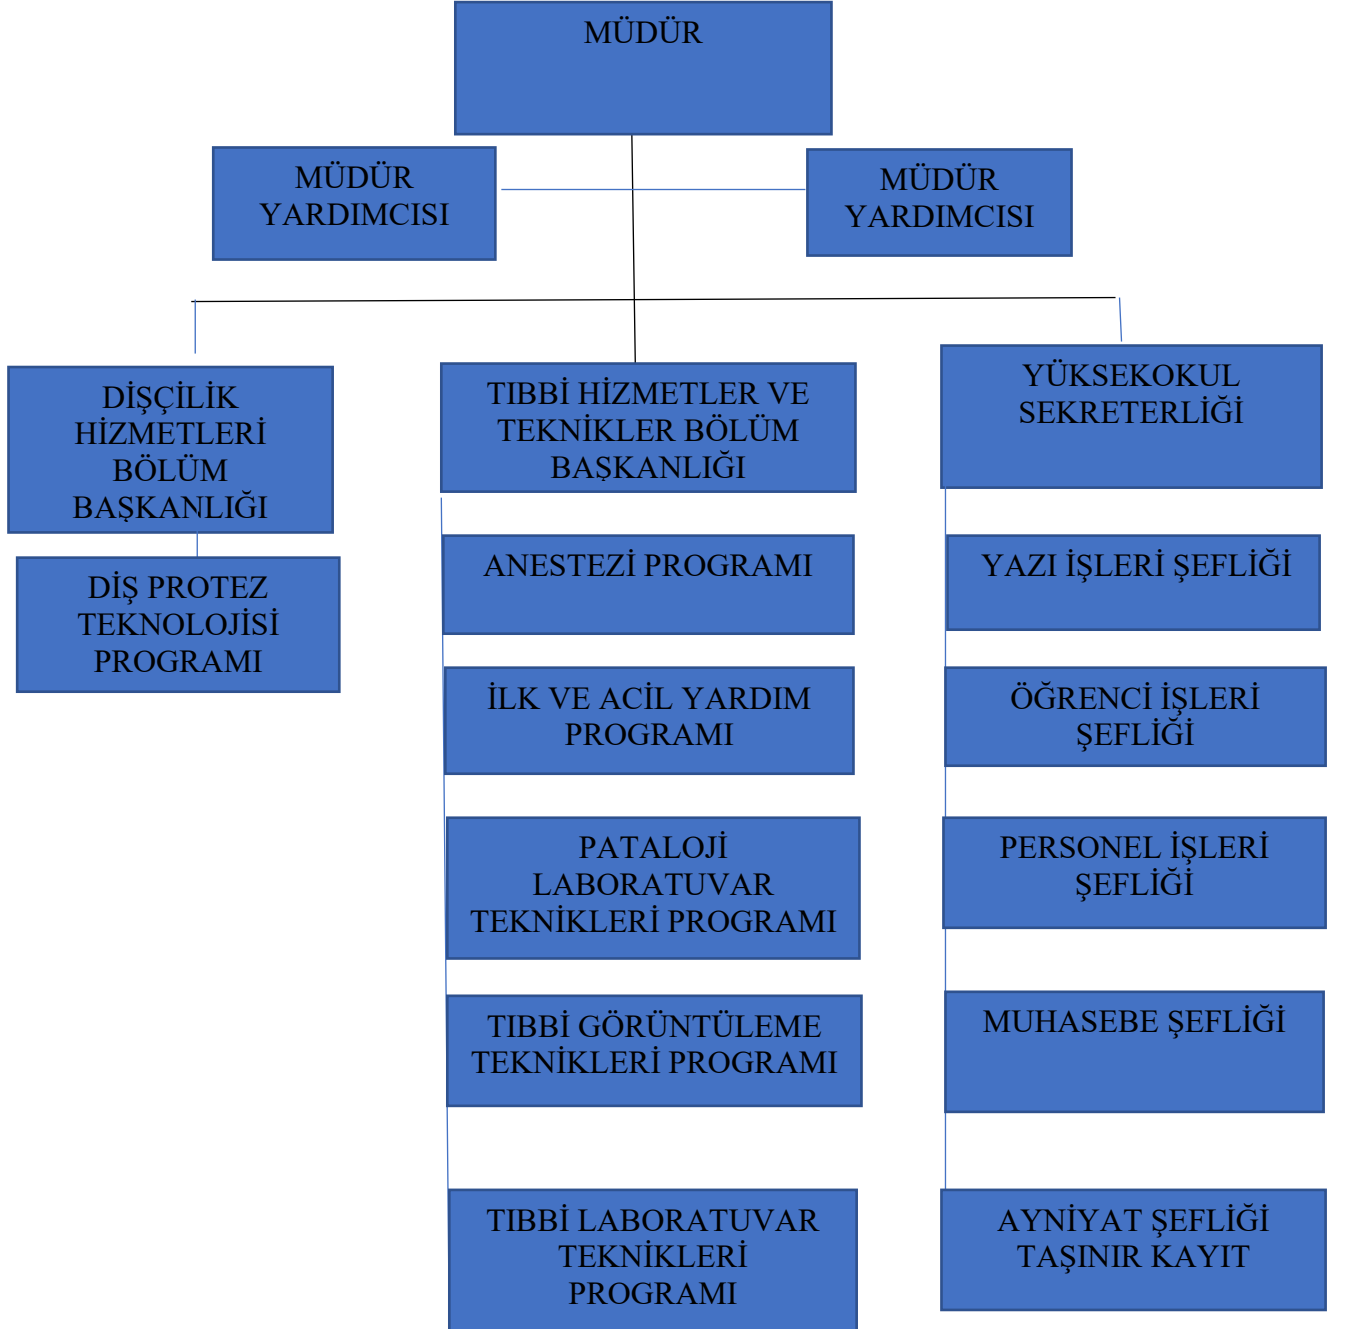 MÜDÜR
MÜDÜR
YARDIMCISI
MÜDÜR
YARDIMCISI
DİŞÇİLİK
HİZMETLERİ
BÖLÜM
BAŞKANLIĞI
DİŞ PROTEZ
TEKNOLOJİSİ
PROGRAMI
TIBBİ HİZMETLER VE
TEKNİKLER BÖLÜM
BAŞKANLIĞI
ANESTEZİ PROGRAMI
İLK VE ACİL YARDIM
PROGRAMI
PATALOJİ
LABORATUVAR
TEKNİKLERİ PROGRAMI
TIBBİ GÖRÜNTÜLEME
TEKNİKLERİ PROGRAMI
TIBBİ LABORATUVAR
TEKNİKLERİ
PROGRAMI
YÜKSEKOKUL
SEKRETERLİĞİ
YAZI İŞLERİ ŞEFLİĞİ
ÖĞRENCİ İŞLERİ
ŞEFLİĞİ
PERSONEL İŞLERİ
ŞEFLİĞİ
MUHASEBE ŞEFLİĞİ
AYNİYAT ŞEFLİĞİ
TAŞINIR KAYIT